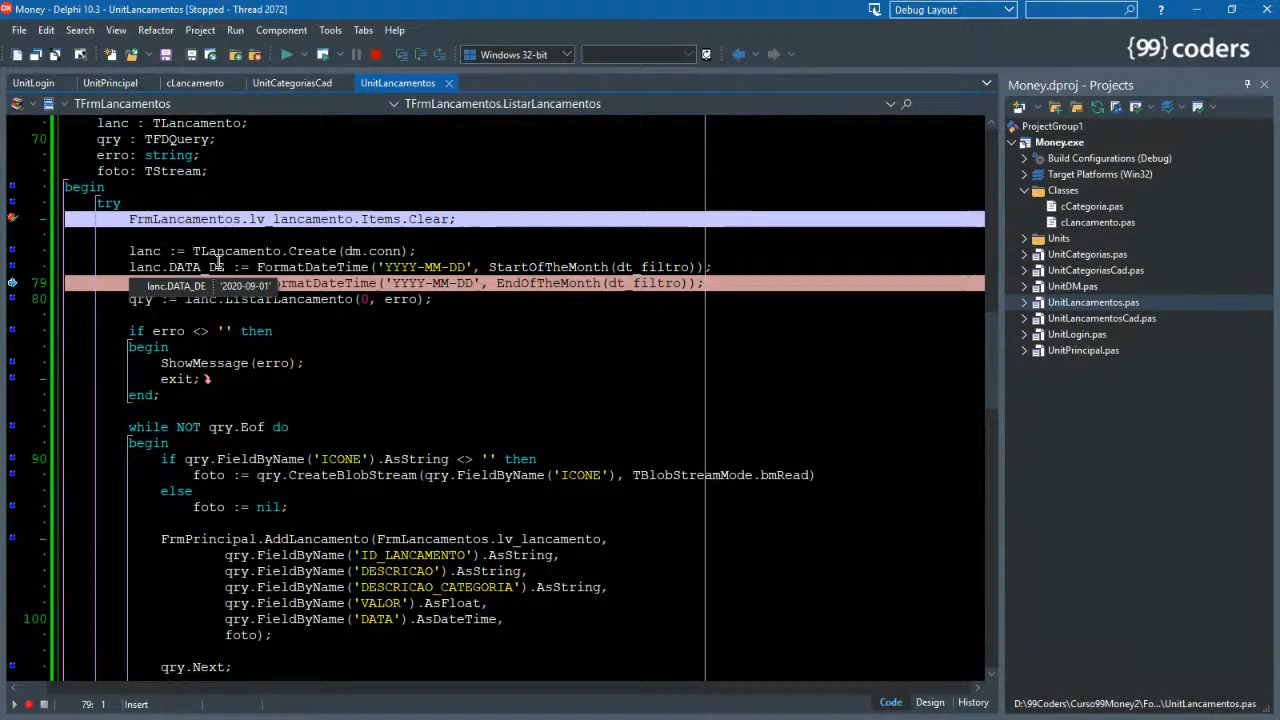 Money - Delphi 10.3 - UnitLancamentos [Stopped - Thread 2072]
Debug Layout
File Edit Search View Refactor Project Run Component Tools Tabs Help
Windows 32-bit
{99} coders
UnitLogin UnitPrincipal cLancamento UnitCategoriasCad UnitLancamentos
TFrmLancamentos TFrmLancamentos.ListarLancamentos
lanc : TLancamento;
70 qry : TFDQuery;
erro: string;
foto: TStream;
begin
try
FrmLancamentos.lv_lancamento.Items.Clear;
lanc := TLancamento.Create(dm.conn);
lanc.DATA_DE := FormatDateTime('YYYY-MM-DD', StartOfTheMonth(dt_filtro));
79 rmatDateTime('YYYY-MM-DD', EndOfTheMonth(dt_filtro));
lanc.DATA_DE '2020-09-01'
80 qry := lanc.ListarLancamento(0, erro);
if erro <> '' then
begin
ShowMessage(erro);
exit;
end;
while NOT qry.Eof do
begin
90 if qry.FieldByName('ICONE').AsString <> '' then
foto := qry.CreateBlobStream(qry.FieldByName('ICONE'), TBlobStreamMode.bmRead)
else
foto := nil;
FrmPrincipal.AddLancamento(FrmLancamentos.lv_lancamento,
qry.FieldByName('ID_LANCAMENTO').AsString,
qry.FieldByName('DESCRICAO').AsString,
qry.FieldByName('DESCRICAO_CATEGORIA').AsString,
qry.FieldByName('VALOR').AsFloat,
100 qry.FieldByName('DATA').AsDateTime,
foto);
qry.Next;
79: 1 Insert
Code Design History
Money.dproj - Projects
ProjectGroup1
Money.exe
Build Configurations (Debug)
Target Platforms (Win32)
Classes
cCategoria.pas
cLancamento.pas
Units
UnitCategorias.pas
UnitCategoriasCad.pas
UnitDM.pas
UnitLancamentos.pas
UnitLancamentosCad.pas
UnitLogin.pas
UnitPrincipal.pas
D:\99Coders\Curso99Money2\Fo...\UnitLancamentos.pas